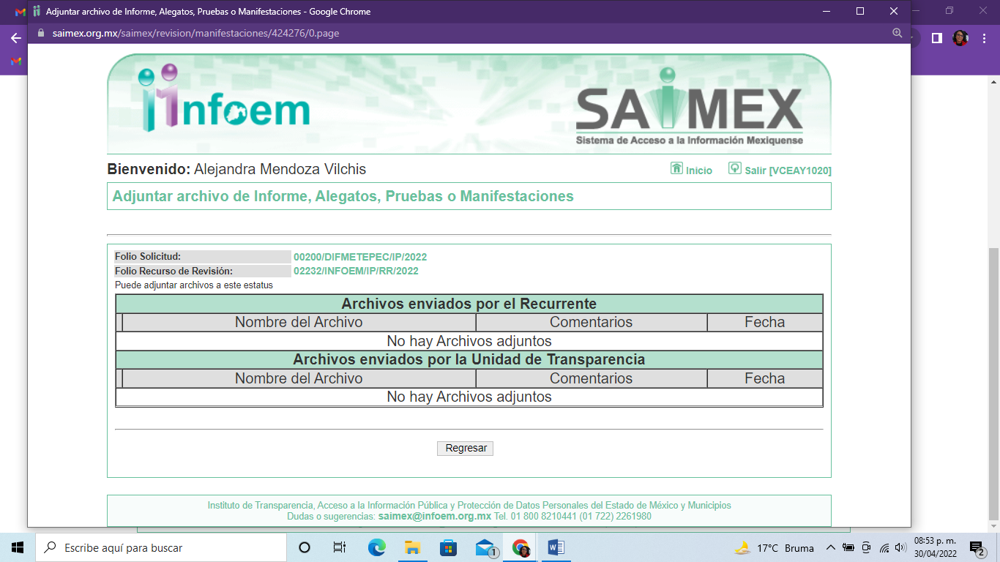 Adjuntar archivo de Informe, Alegatos, Pruebas o Manifestaciones - Google Chrome
saimex.org.mx/saimex/revision/manifestaciones/424276/0.page
infoem
SAIMEX
Sistema de Acceso a la Información Mexiquense
Bienvenido: Alejandra Mendoza Vilchis
Inicio Salir [VCEAY1020]
Adjuntar archivo de Informe, Alegatos, Pruebas o Manifestaciones
Folio Solicitud: 00200/DIFMETEPEC/IP/2022
Folio Recurso de Revisión: 02232/INFOEM/IP/RR/2022
Puede adjuntar archivos a este estatus
Archivos enviados por el Recurrente
Nombre del Archivo Comentarios Fecha
No hay Archivos adjuntos
Archivos enviados por la Unidad de Transparencia
Nombre del Archivo Comentarios Fecha
No hay Archivos adjuntos
Regresar
Instituto de Transparencia, Acceso a la Información Pública y Protección de Datos Personales del Estado de México y Municipios
Dudas o sugerencias: saimex@infoem.org.mx Tel. 01 800 8210441 (01 722) 2261980
Escribe aquí para buscar
1
17°C Bruma
08:53 p. m.
30/04/2022
2